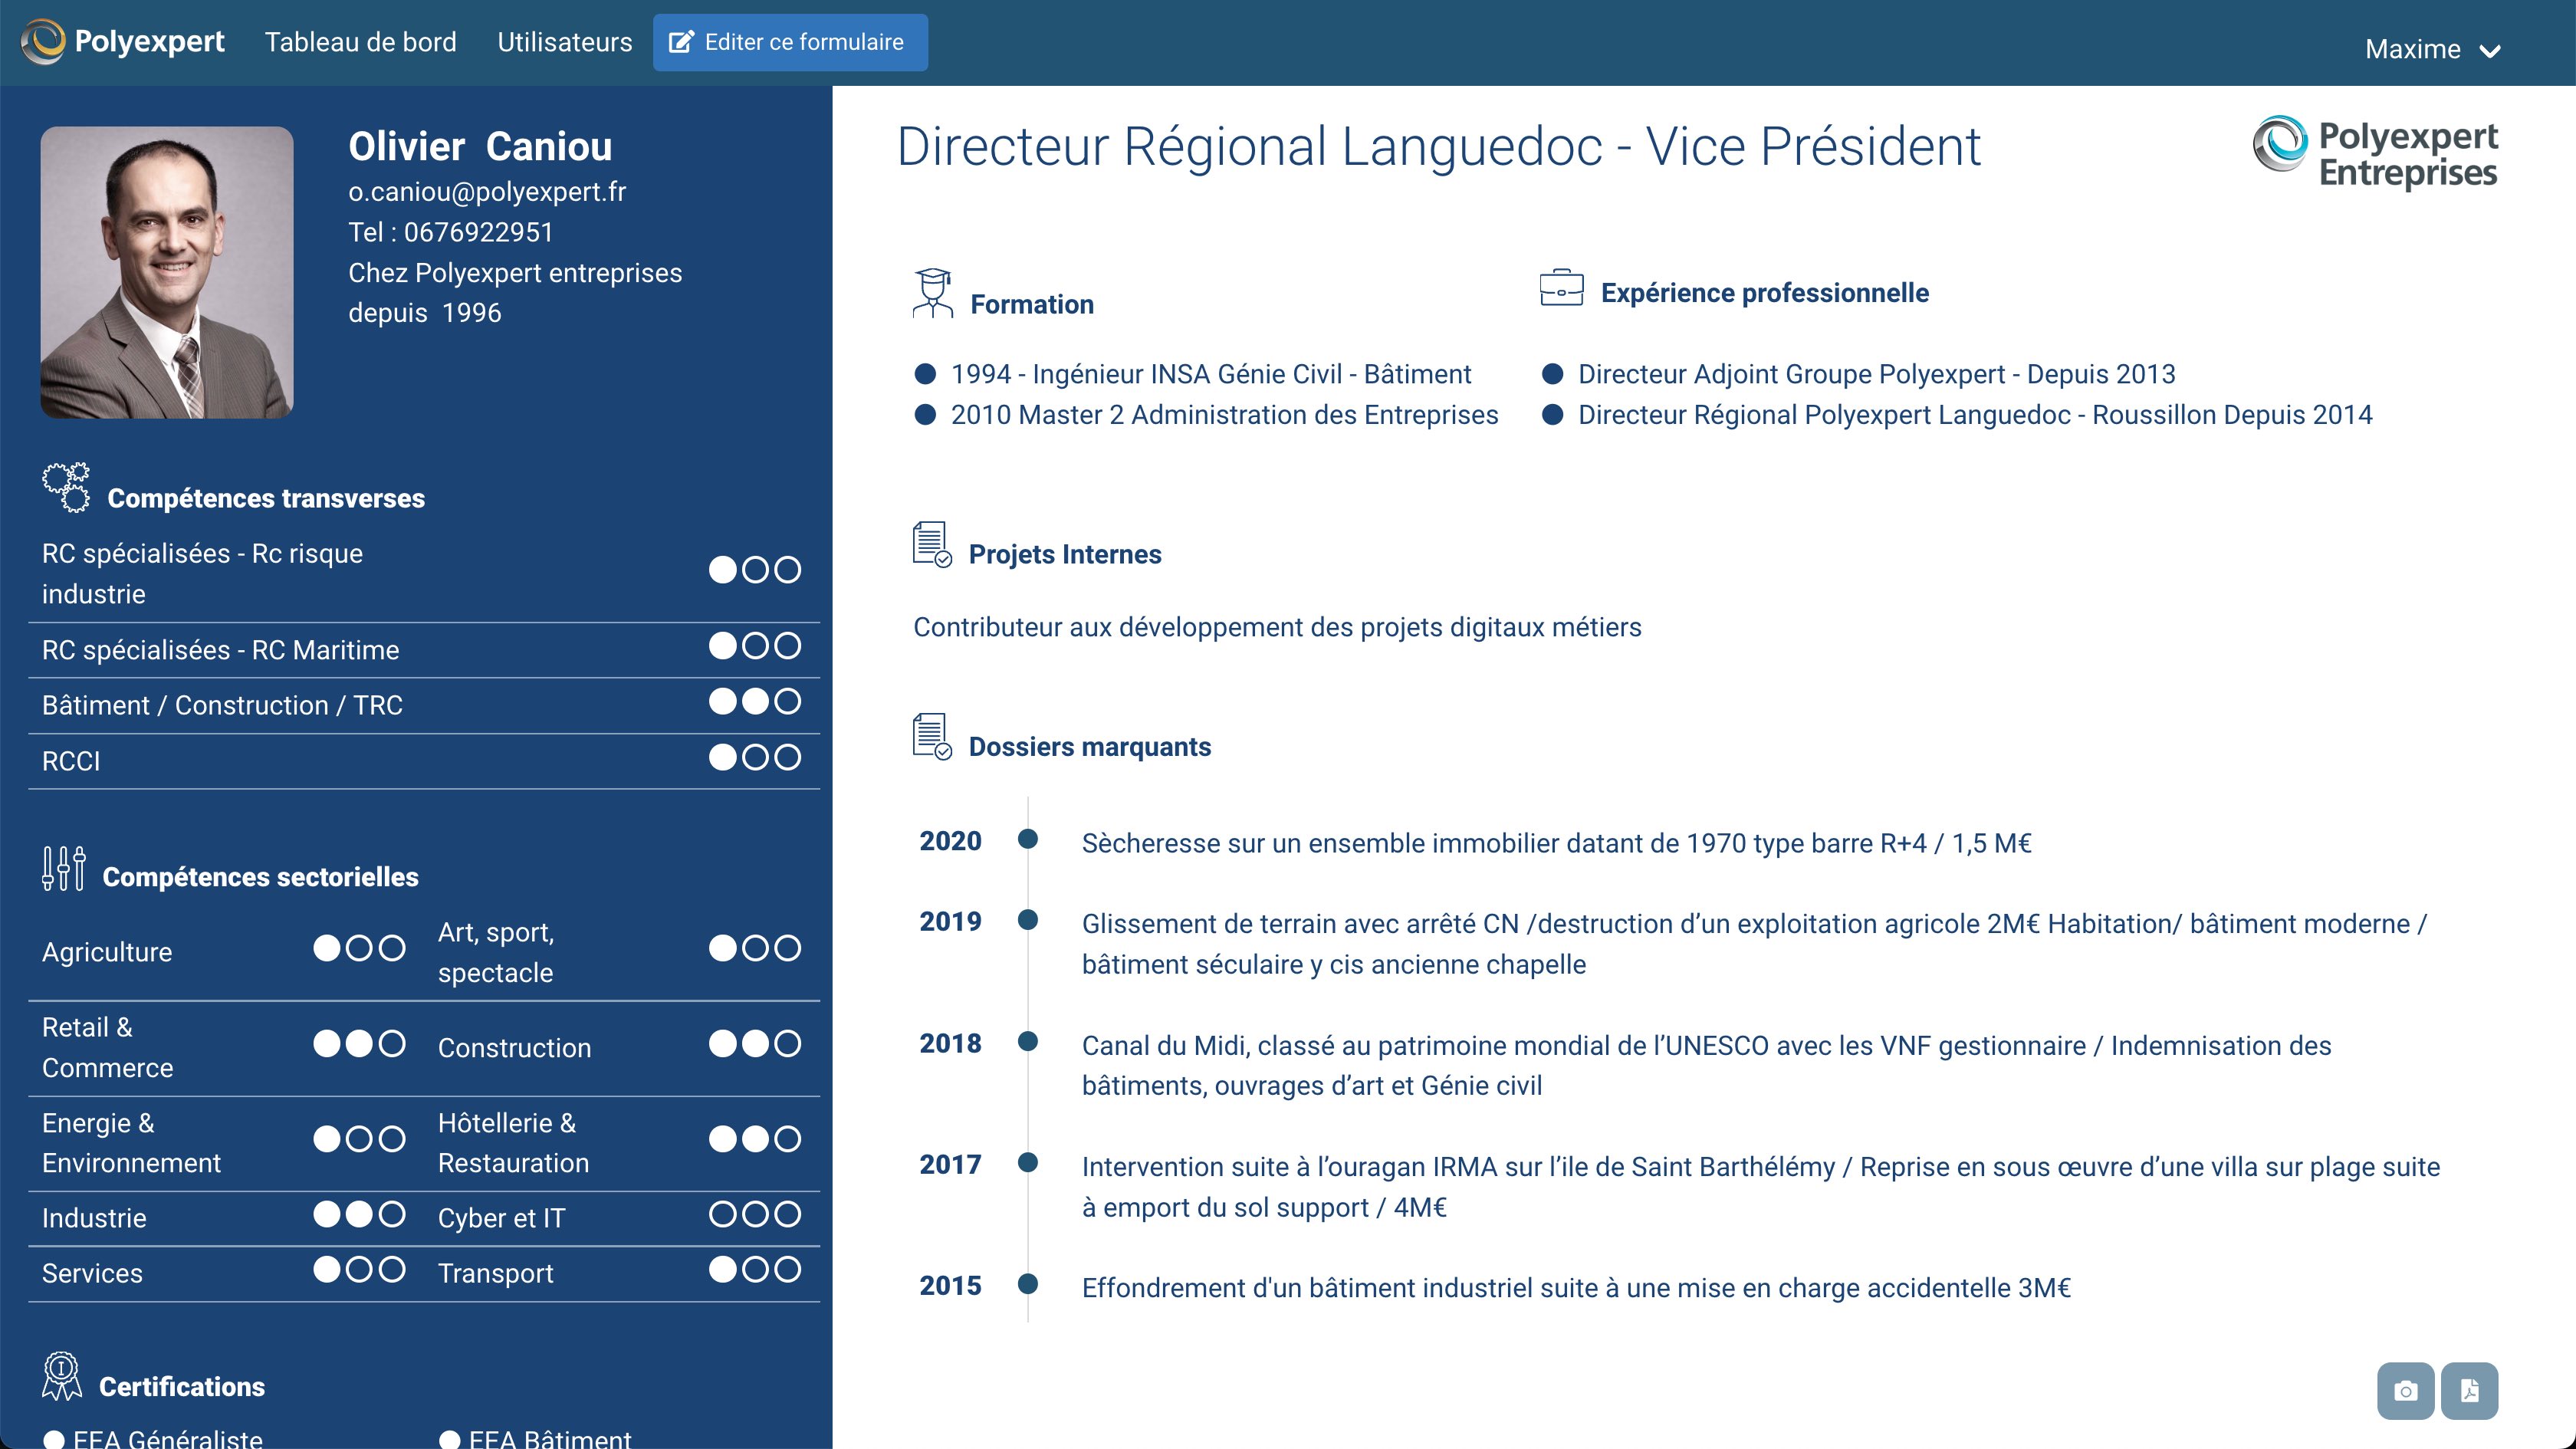 Polyexpert
Tableau de bord
Utilisateurs
Editer ce formulaire
Maxime
Olivier Caniou
o.caniou@polyexpert.fr
Tel : 0676922951
Chez Polyexpert entreprises
depuis 1996
Compétences transverses
RC spécialisées - Rc risque
industrie
RC spécialisées - RC Maritime
Bâtiment / Construction / TRC
RCCI
Compétences sectorielles
Agriculture
Art, sport,
spectacle
Retail &
Commerce
Construction
Energie &
Environnement
Hôtellerie &
Restauration
Industrie
Cyber et IT
Services
Transport
Certifications
EEA Généraliste
EEA Bâtiment
Directeur Régional Languedoc - Vice Président
Polyexpert
Entreprises
Formation
1994 - Ingénieur INSA Génie Civil - Bâtiment
2010 Master 2 Administration des Entreprises
Expérience professionnelle
Directeur Adjoint Groupe Polyexpert - Depuis 2013
Directeur Régional Polyexpert Languedoc - Roussillon Depuis 2014
Projets Internes
Contributeur aux développement des projets digitaux métiers
Dossiers marquants
2020
Sècheresse sur un ensemble immobilier datant de 1970 type barre R+4 / 1,5 M€
2019
Glissement de terrain avec arrêté CN /destruction d’un exploitation agricole 2M€ Habitation/ bâtiment moderne /
bâtiment séculaire y cis ancienne chapelle
2018
Canal du Midi, classé au patrimoine mondial de l’UNESCO avec les VNF gestionnaire / Indemnisation des
bâtiments, ouvrages d’art et Génie civil
2017
Intervention suite à l’ouragan IRMA sur l’ile de Saint Barthélémy / Reprise en sous œuvre d’une villa sur plage suite
à emport du sol support / 4M€
2015
Effondrement d'un bâtiment industriel suite à une mise en charge accidentelle 3M€